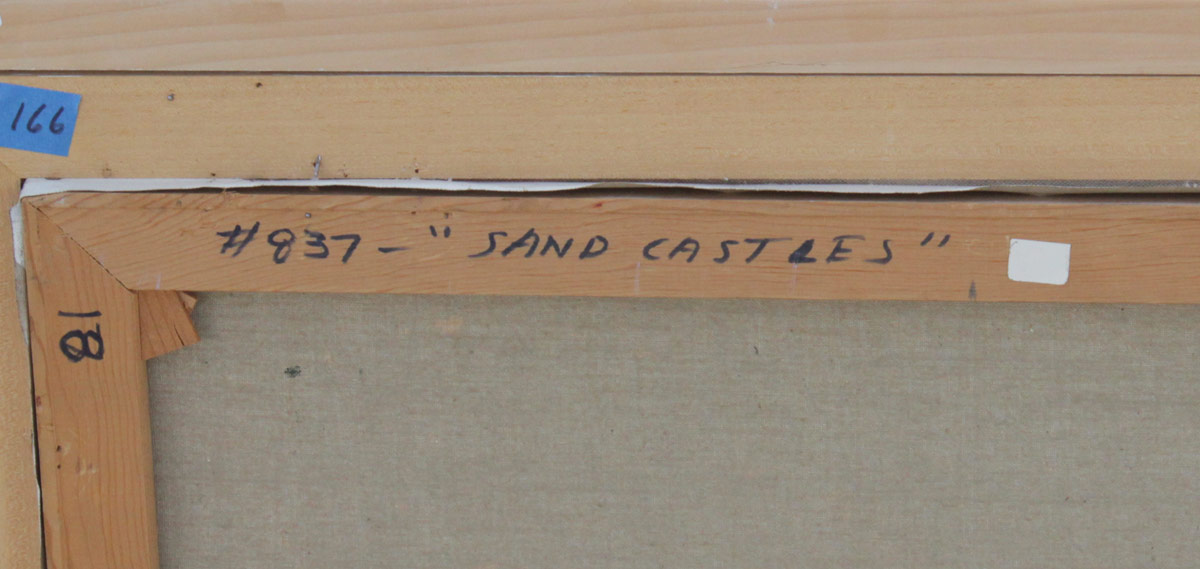 166
#837 - "SAND CASTLES"
18